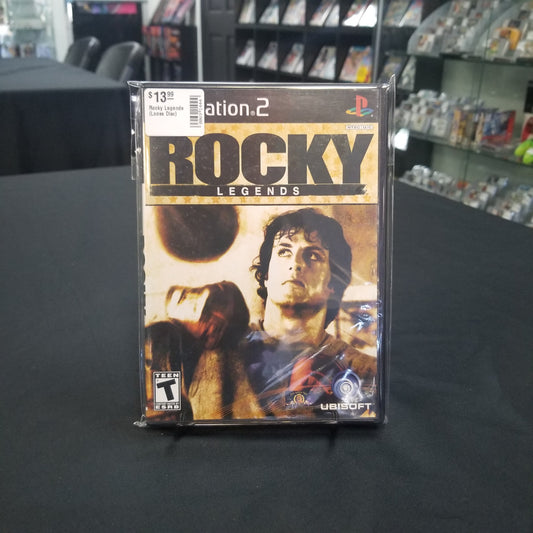 $13.99
Rocky Legends
(Loose Disc)
ation 2
ROCKY
LEGENDS
TEEN
T
ESRB
UBISOFT